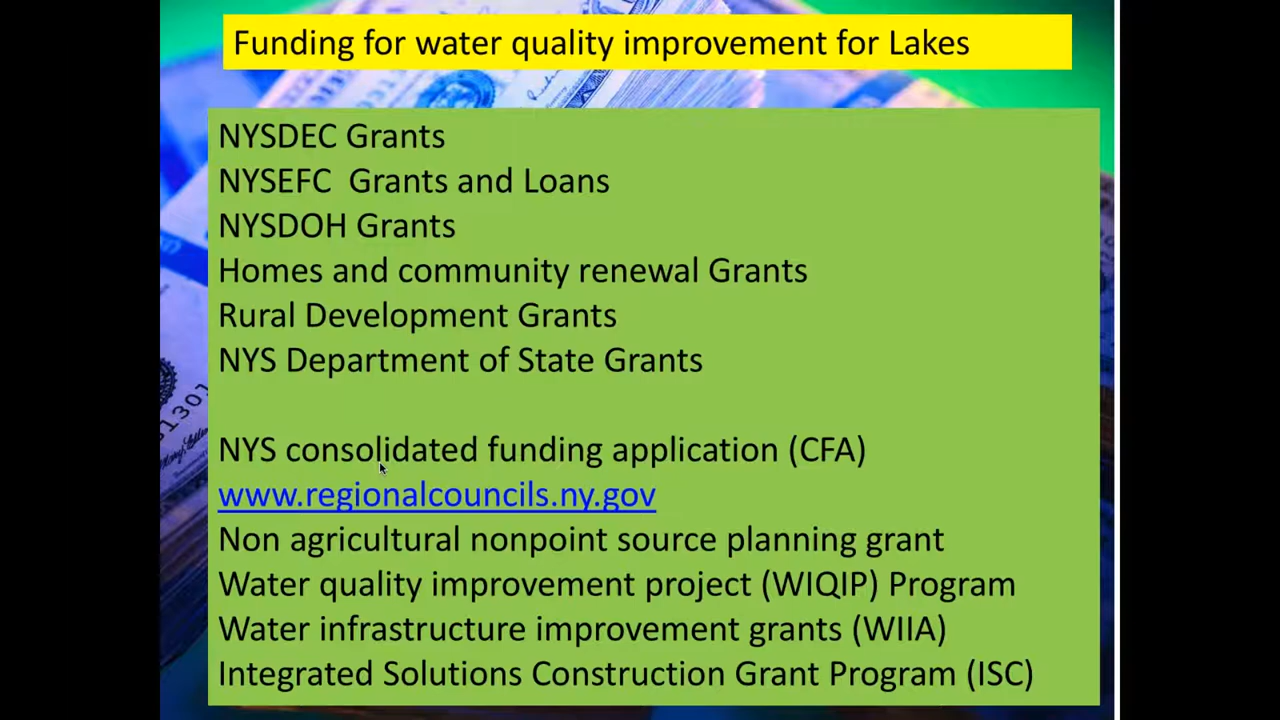 Funding for water quality improvement for Lakes
NYSDEC Grants
NYSEFC  Grants and Loans
NYSDOH Grants
Homes and community renewal Grants
Rural Development Grants
NYS Department of State Grants
NYS consolidated funding application (CFA)
www.regionalcouncils.ny.gov
Non agricultural nonpoint source planning grant
Water quality improvement project (WIQIP) Program
Water infrastructure improvement grants (WIIA)
Integrated Solutions Construction Grant Program (ISC)